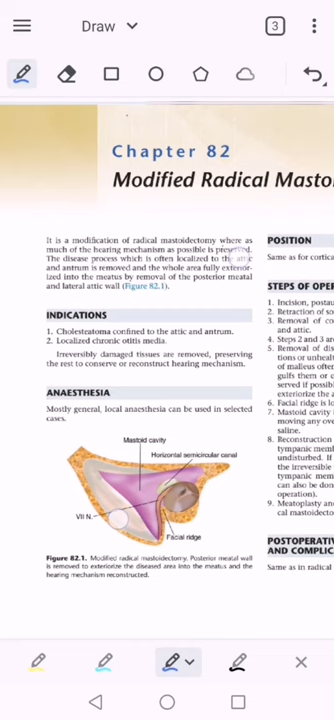 Draw
3
Chapter 82
Modified Radical Masto
It is a modification of radical mastoidectomy where as
much of the hearing mechanism as possible is preserved.
The disease process which is often localized to the attic
and antrum is removed and the whole area fully exterior-
ized into the meatus by removal of the posterior meatal
and lateral attic wall (Figure 82.1).
INDICATIONS
1. Cholesteatoma confined to the attic and antrum.
2. Localized chronic otitis media.
Irreversibly damaged tissues are removed, preserving
the rest to conserve or reconstruct hearing mechanism.
ANAESTHESIA
Mostly general, local anaesthesia can be used in selected
cases.
Mastoid cavity
Horizontal semicircular canal
VII N.
Facial ridge
Figure 82.1. Modified radical mastoidectomy. Posterior meatal wall
is removed to exteriorize the diseased area into the meatus and the
hearing mechanism reconstructed.
POSITION
Same as for cortica
STEPS OF OPER
1. Incision, postau
2. Retraction of so
3. Removal of co
and attic.
4. Steps 2 and 3 ar
5. Removal of dis
tions or unhealt
of malleus often
gulfs them or e
served if possibl
exteriorize the a
6. Facial ridge is lo
7. Mastoid cavity i
moving any over
saline.
8. Reconstruction
tympanic memb
undisturbed. If
the irreversible
tympanic mem
can also be don
operation).
9. Meatoplasty and
cal mastoidecto
POSTOPERATIV
AND COMPLIC
Same as in radical